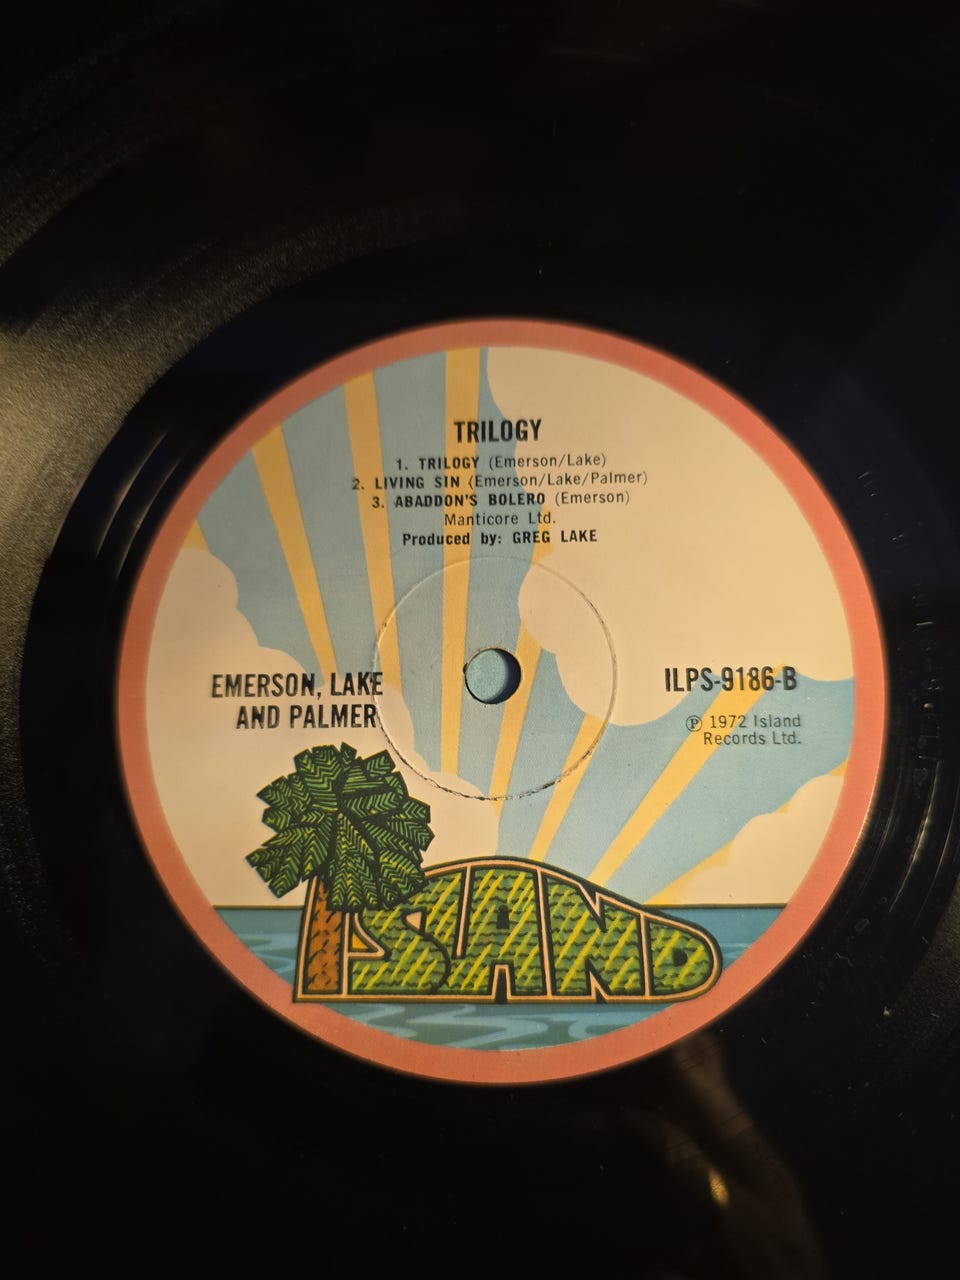 TRILOGY
1. TRILOGY (Emerson/Lake)
2. LIVING SIN (Emerson/Lake/Palmer)
3. ABADDON'S BOLERO (Emerson)
Manticore Ltd.
Produced by: GREG LAKE
EMERSON, LAKE
AND PALMER
ILPS-9186-B
Ⓟ 1972 Island
Records Ltd.
ISLAND